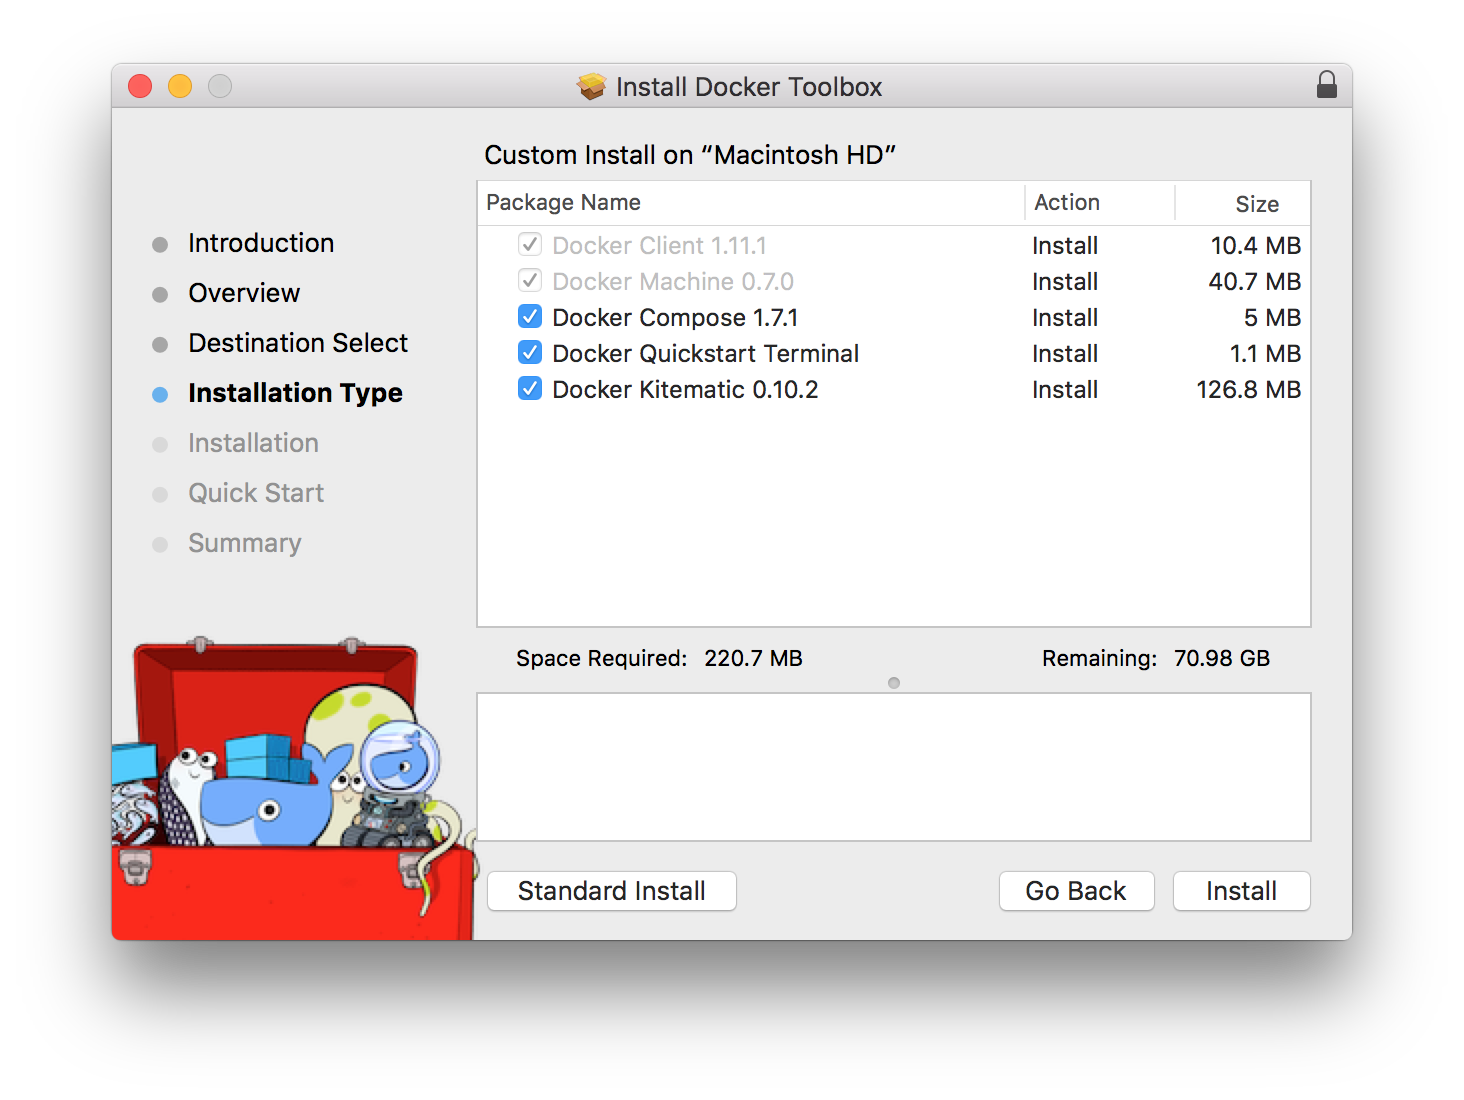 Install Docker Toolbox
Custom Install on “Macintosh HD”
Introduction
Overview
Destination Select
Installation Type
Installation
Quick Start
Summary
Package Name Action Size
Docker Client 1.11.1 Install 10.4 MB
Docker Machine 0.7.0 Install 40.7 MB
Docker Compose 1.7.1 Install 5 MB
Docker Quickstart Terminal Install 1.1 MB
Docker Kitematic 0.10.2 Install 126.8 MB
Space Required: 220.7 MB Remaining: 70.98 GB
Standard Install Go Back Install